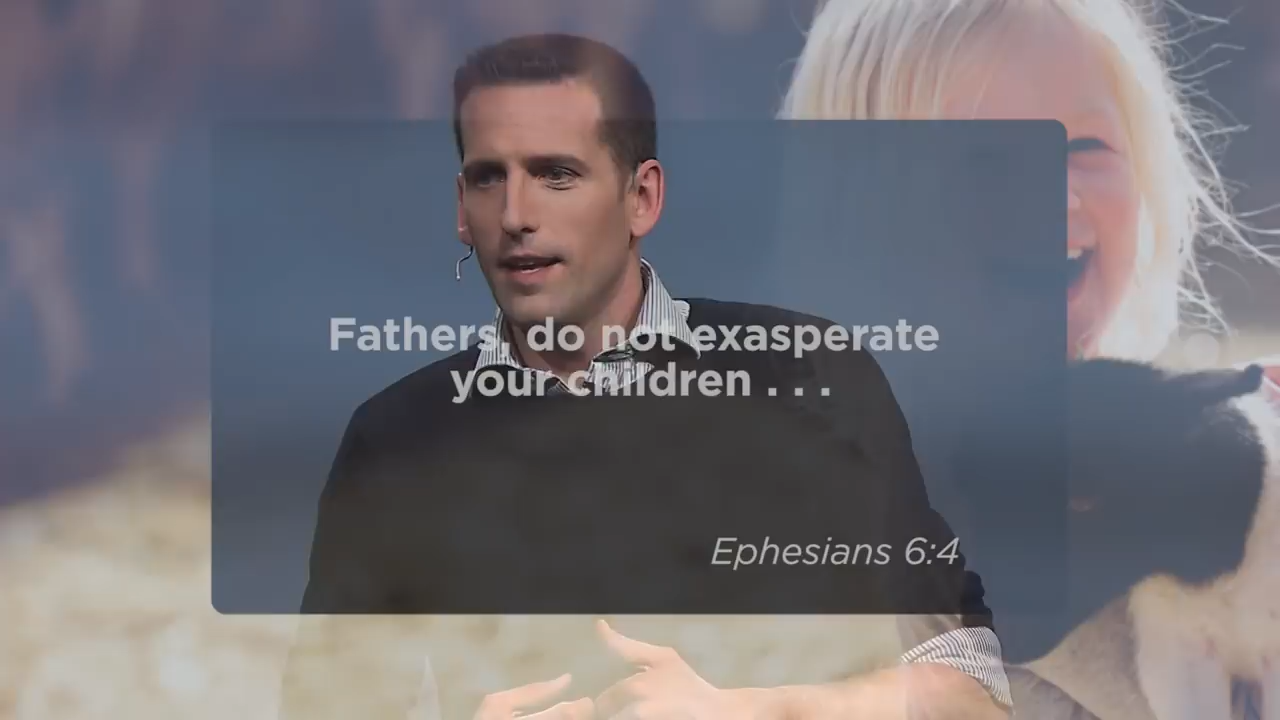 Fathers, do not exasperate
your children . . .
Ephesians 6:4